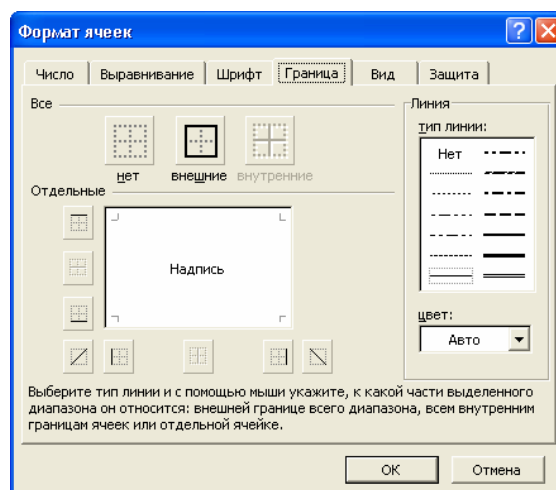 Формат ячеек
Число Выравнивание Шрифт Граница Вид Защита
Все
нет внешние внутренние
Отдельные
Надпись
Линия
тип линии:
Нет
цвет:
Авто
Выберите тип линии и с помощью мыши укажите, к какой части выделенного
диапазона он относится: внешней границе всего диапазона, всем внутренним
границам ячеек или отдельной ячейке.
ОК Отмена